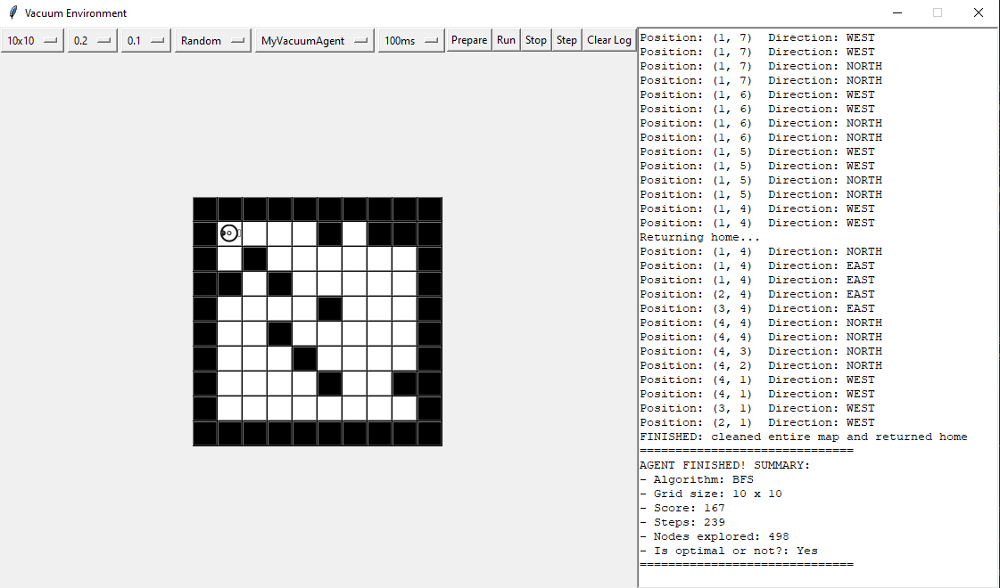 Vacuum Environment
10x10 0.2 0.1 Random MyVacuumAgent 100ms Prepare Run Stop Step Clear Log
Position: (1, 7)  Direction: WEST
Position: (1, 7)  Direction: WEST
Position: (1, 7)  Direction: NORTH
Position: (1, 7)  Direction: NORTH
Position: (1, 6)  Direction: WEST
Position: (1, 6)  Direction: WEST
Position: (1, 6)  Direction: NORTH
Position: (1, 6)  Direction: NORTH
Position: (1, 5)  Direction: WEST
Position: (1, 5)  Direction: WEST
Position: (1, 5)  Direction: NORTH
Position: (1, 5)  Direction: NORTH
Position: (1, 4)  Direction: WEST
Position: (1, 4)  Direction: WEST
Returning home...
Position: (1, 4)  Direction: NORTH
Position: (1, 4)  Direction: EAST
Position: (1, 4)  Direction: EAST
Position: (2, 4)  Direction: EAST
Position: (3, 4)  Direction: EAST
Position: (4, 4)  Direction: NORTH
Position: (4, 4)  Direction: NORTH
Position: (4, 3)  Direction: NORTH
Position: (4, 2)  Direction: NORTH
Position: (4, 1)  Direction: WEST
Position: (4, 1)  Direction: WEST
Position: (3, 1)  Direction: WEST
Position: (2, 1)  Direction: WEST
FINISHED: cleaned entire map and returned home
==============================
AGENT FINISHED! SUMMARY:
- Algorithm: BFS
- Grid size: 10 x 10
- Score: 167
- Steps: 239
- Nodes explored: 498
- Is optimal or not?: Yes
==============================